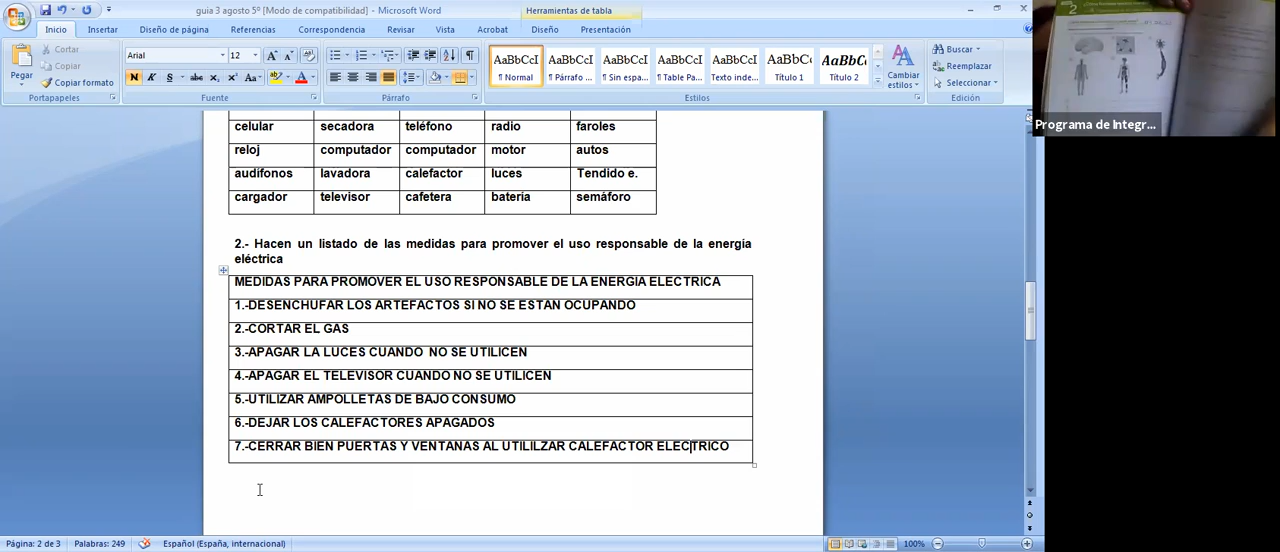 guia 3 agosto 5º [Modo de compatibilidad] - Microsoft Word
Herramientas de tabla
Inicio Insertar Diseño de página Referencias Correspondencia Revisar Vista Acrobat Diseño Presentación
Pegar
Cortar
Copiar
Copiar formato
Portapapeles
Arial 12
Fuente
Párrafo
AaBbCcI AaBbCcI AaBbCcI AaBbCcI AaBbCcI AaBbCcI AaBbCcI
¶ Normal ¶ Párrafo ... ¶ Sin espa... ¶ Table Pa... Texto inde... Título 1 Título 2
Cambiar estilos
Estilos
Buscar
Reemplazar
Seleccionar
Edición
Programa de Integr...
celular secadora teléfono radio faroles
reloj computador computador motor autos
audifonos lavadora calefactor luces Tendido e.
cargador televisor cafetera batería semáforo
2.- Hacen un listado de las medidas para promover el uso responsable de la energía
eléctrica
MEDIDAS PARA PROMOVER EL USO RESPONSABLE DE LA ENERGIA ELECTRICA
1.-DESENCHUFAR LOS ARTEFACTOS SI NO SE ESTAN OCUPANDO
2.-CORTAR EL GAS
3.-APAGAR LA LUCES CUANDO NO SE UTILICEN
4.-APAGAR EL TELEVISOR CUANDO NO SE UTILICEN
5.-UTILIZAR AMPOLLETAS DE BAJO CONSUMO
6.-DEJAR LOS CALEFACTORES APAGADOS
7.-CERRAR BIEN PUERTAS Y VENTANAS AL UTILILZAR CALEFACTOR ELECTRICO
Página: 2 de 3 Palabras: 249 Español (España, internacional) 100%